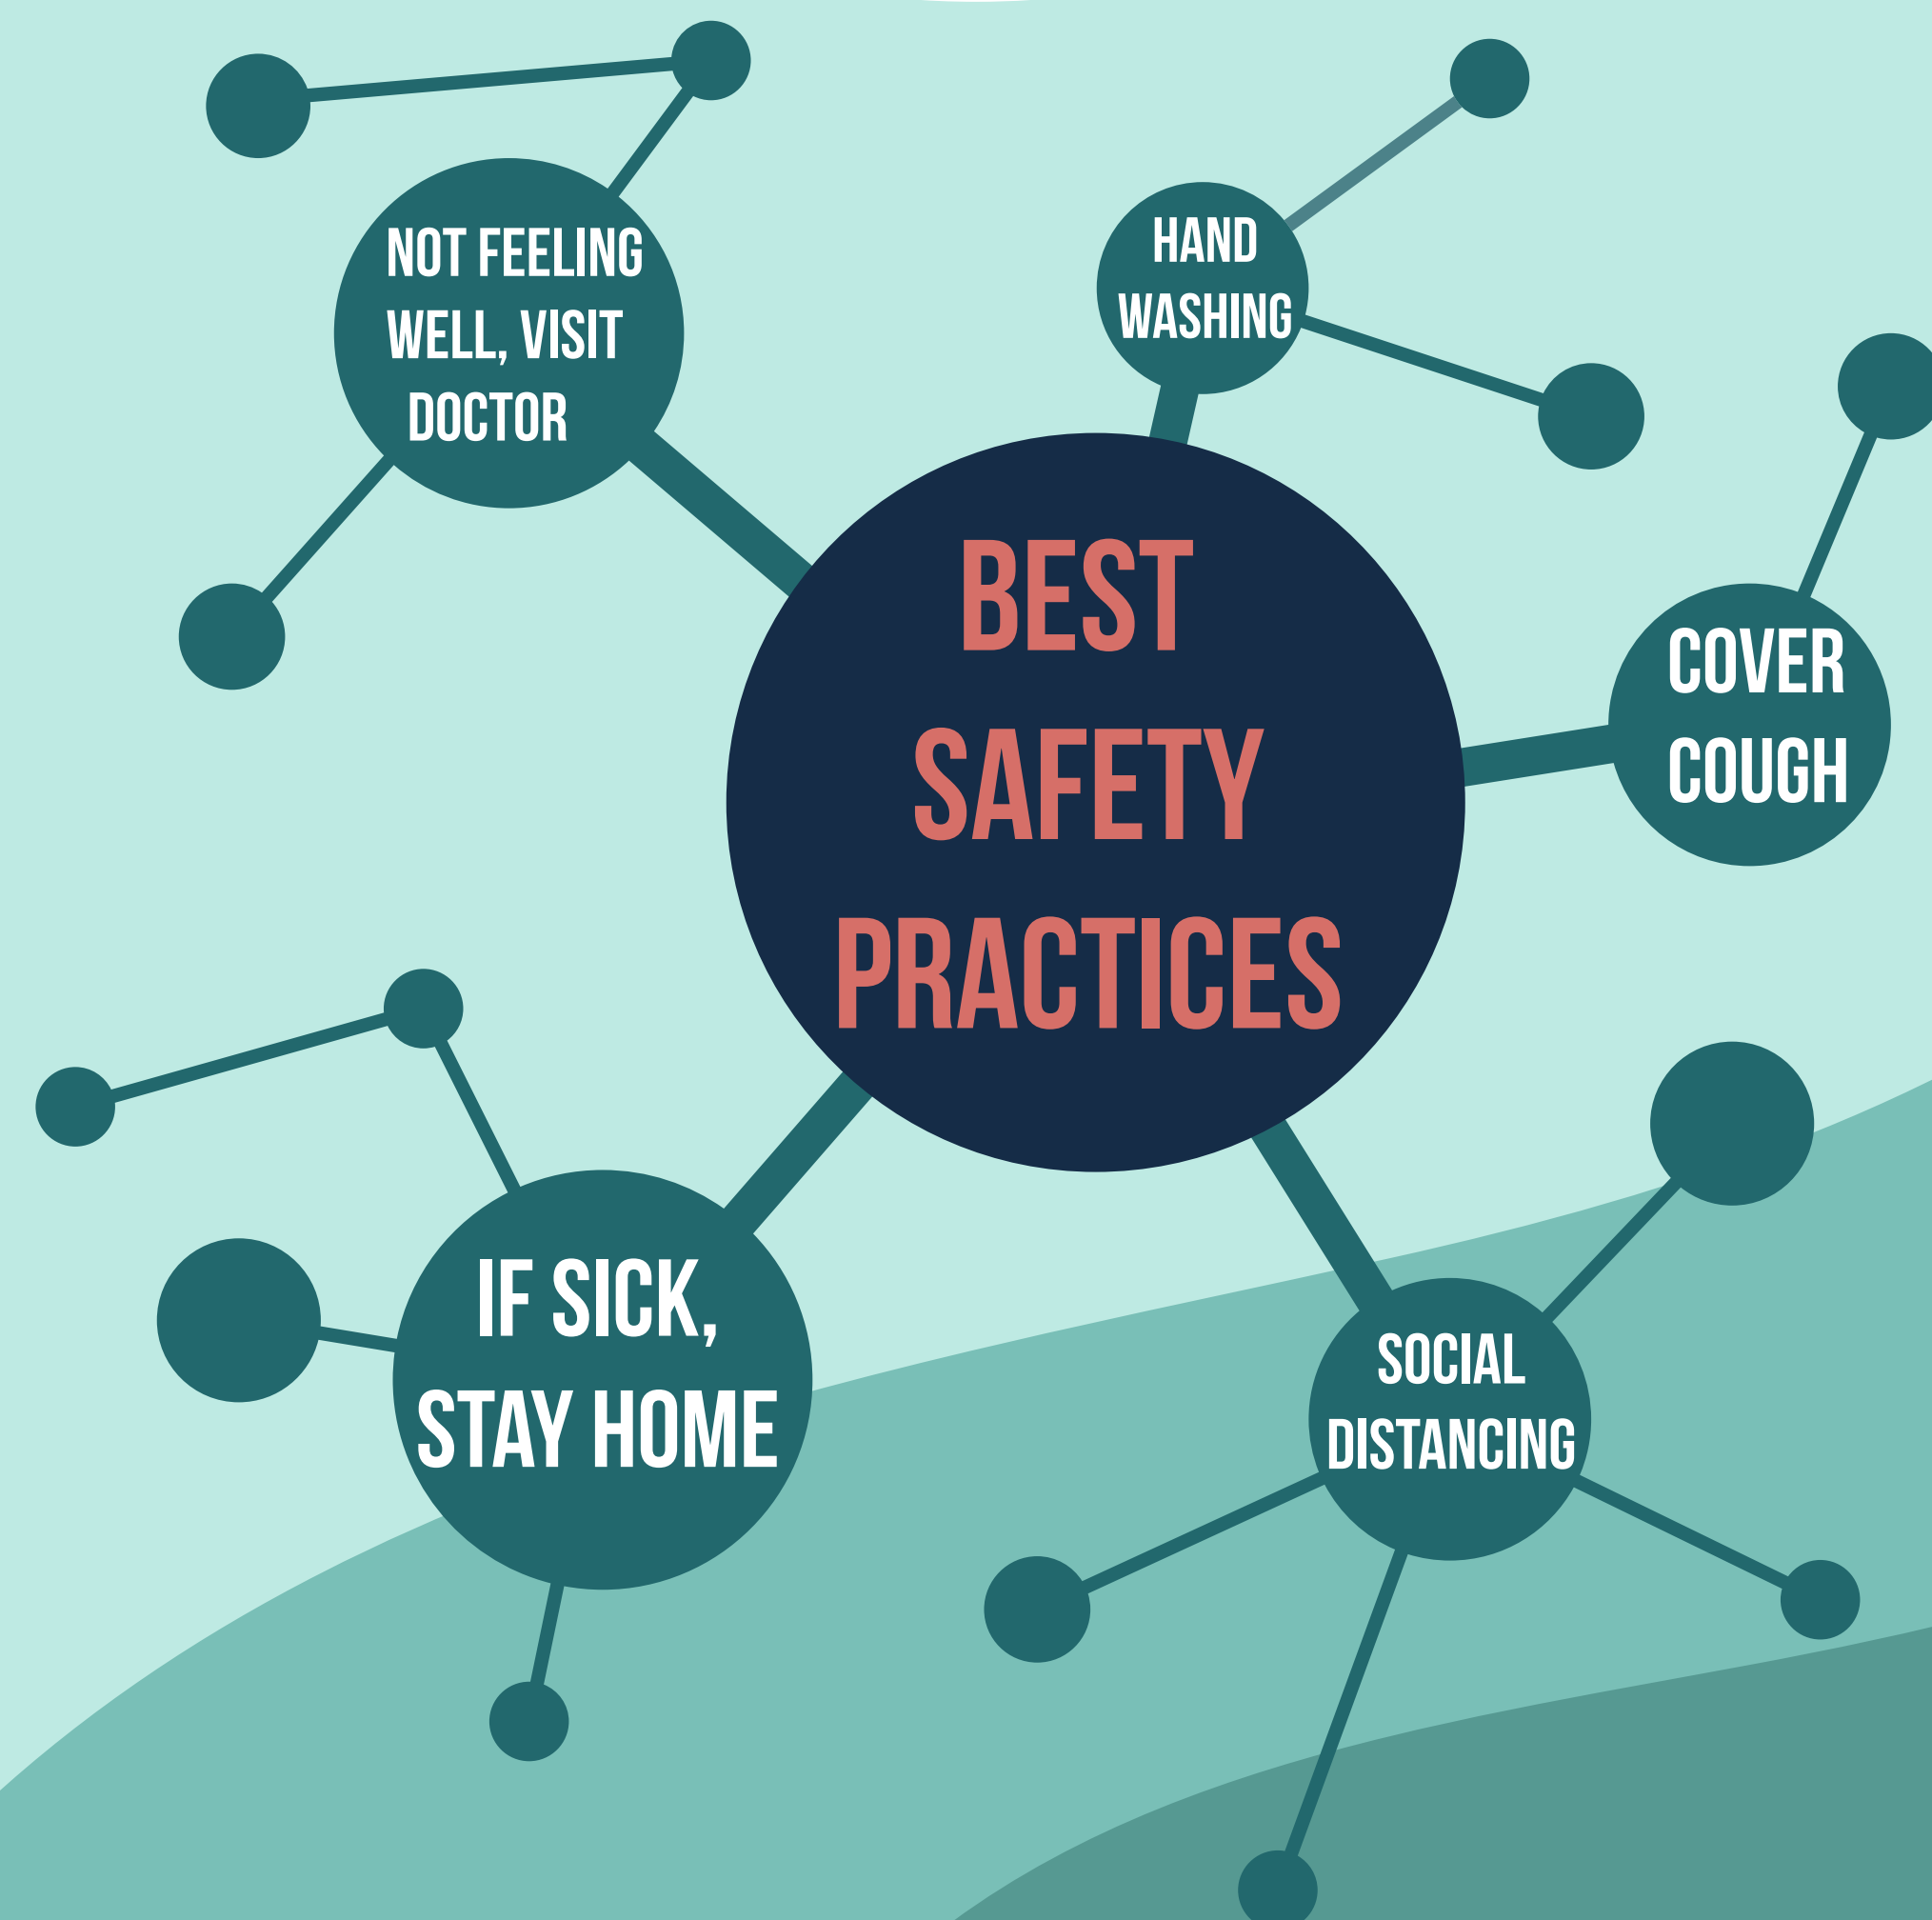 NOT FEELING
WELL, VISIT
DOCTOR
HAND
WASHING
COVER
COUGH
BEST
SAFETY
PRACTICES
IF SICK,
STAY HOME
SOCIAL
DISTANCING